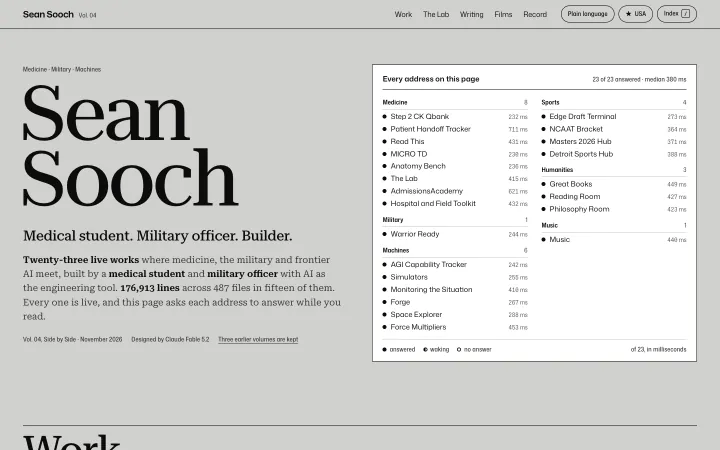 Sean Sooch Vol. 04
Work The Lab Writing Films Record Plain language ★ USA Index /
Medicine · Military · Machines
Sean
Sooch
Medical student. Military officer. Builder.
Twenty-three live works where medicine, the military and frontier
AI meet, built by a medical student and military officer with AI as
the engineering tool. 176,913 lines across 487 files in fifteen of them.
Every one is live, and this page asks each address to answer while you
read.
Vol. 04, Side by Side · November 2026 Designed by Claude Fable 5.2 Three earlier volumes are kept
Every address on this page 23 of 23 answered · median 380 ms
Medicine 8
Step 2 CK Qbank 232 ms
Patient Handoff Tracker 711 ms
Read This 431 ms
MICRO TD 230 ms
Anatomy Bench 236 ms
The Lab 415 ms
AdmissionsAcademy 621 ms
Hospital and Field Toolkit 432 ms
Military 1
Warrior Ready 244 ms
Machines 6
AGI Capability Tracker 242 ms
Simulators 255 ms
Monitoring the Situation 410 ms
Forge 267 ms
Space Explorer 288 ms
Force Multipliers 453 ms
Sports 4
Edge Draft Terminal 273 ms
NCAAT Bracket 364 ms
Masters 2026 Hub 371 ms
Detroit Sports Hub 380 ms
Humanities 3
Great Books 449 ms
Reading Room 427 ms
Philosophy Room 423 ms
Music 1
Music 440 ms
answered waking no answer of 23, in milliseconds
Work